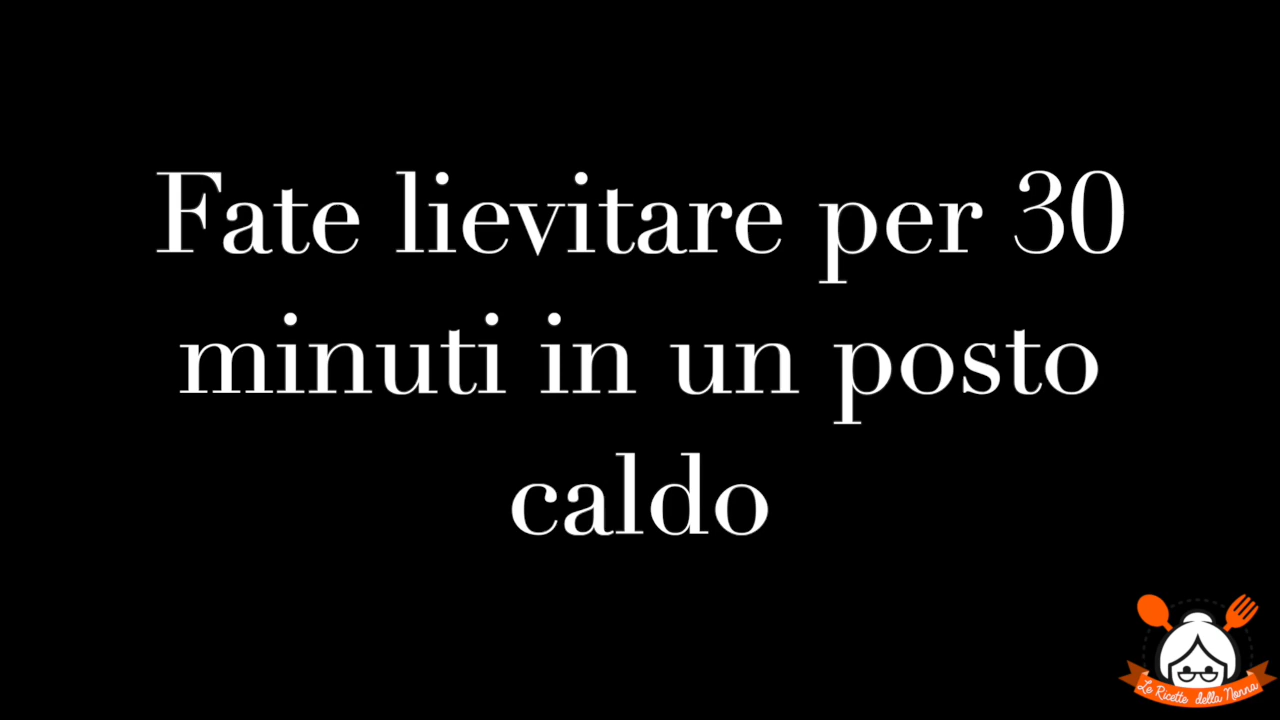 Fate lievitare per 30
minuti in un posto
caldo
Le Ricette della Nonna